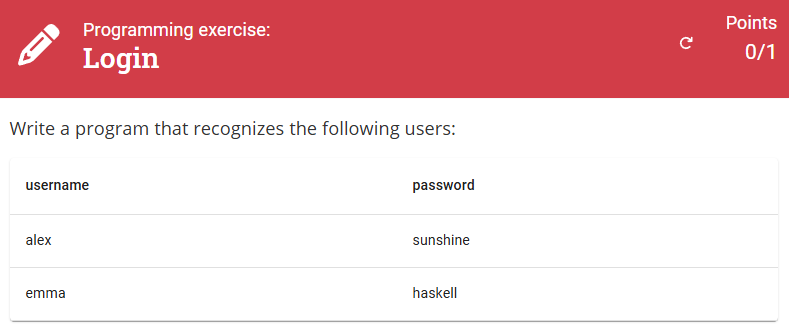 Programming exercise:
Login
Points
0/1
Write a program that recognizes the following users:
username password
alex sunshine
emma haskell